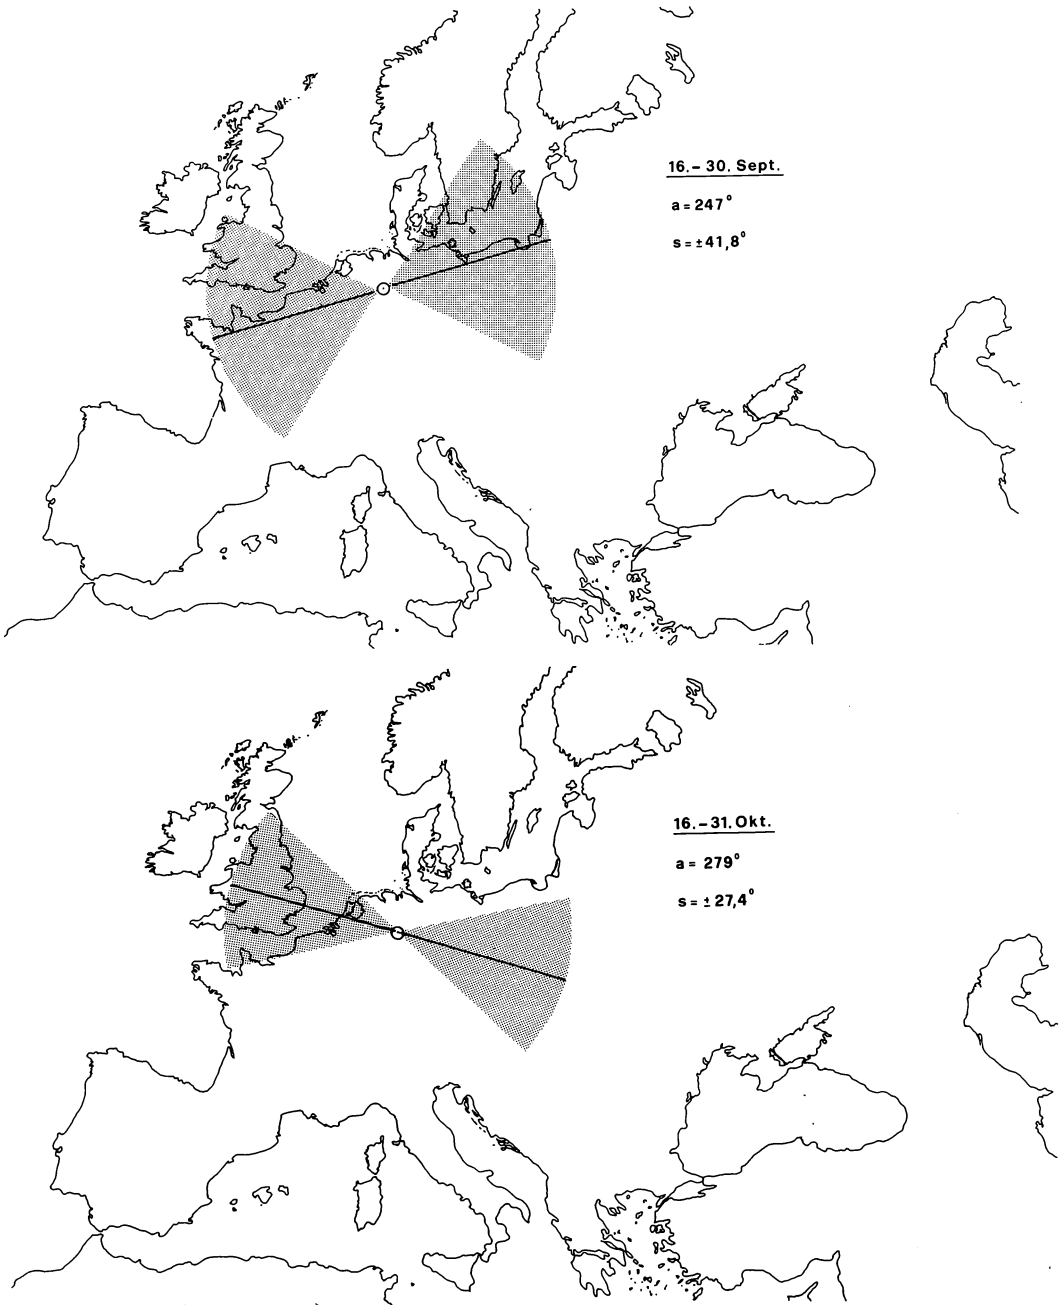 16.–30. Sept.
a = 247°
s = ±41,8°
16.–31. Okt.
a = 279°
s = ±27,4°